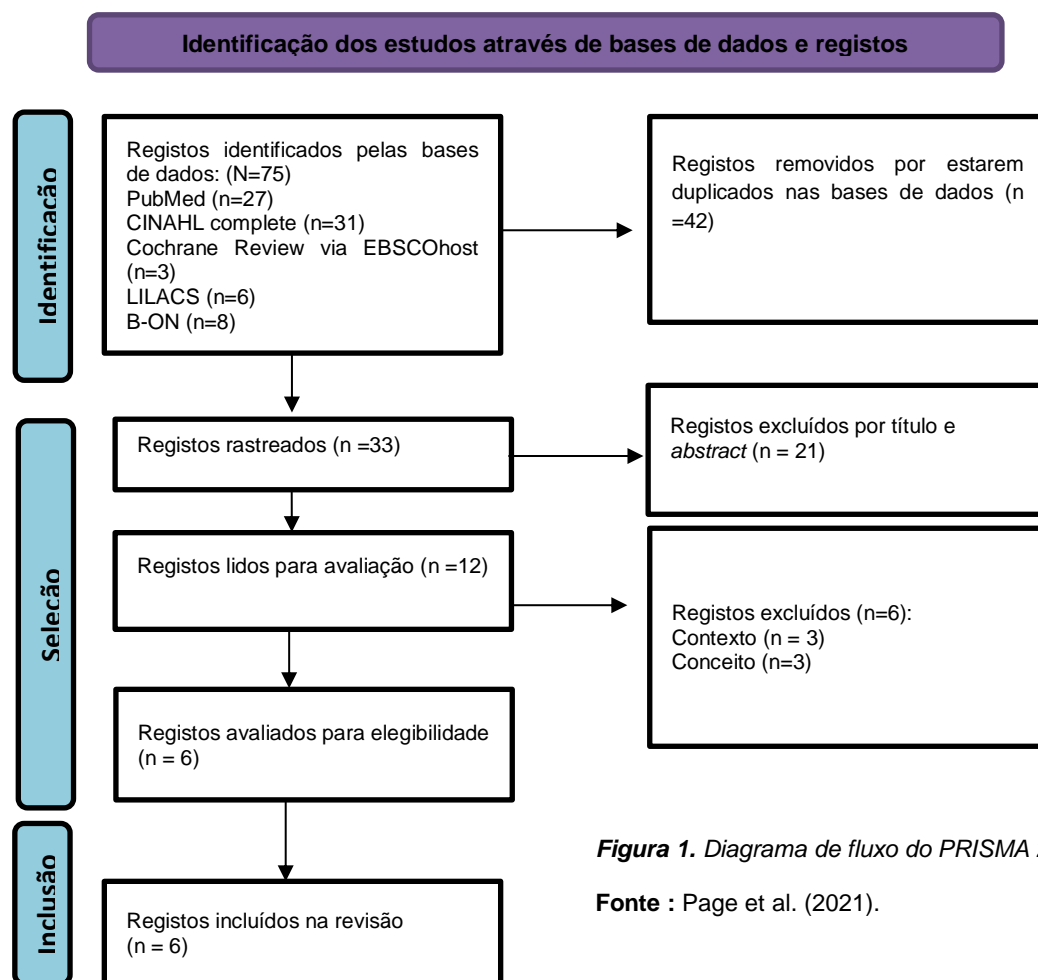 Identificação dos estudos através de bases de dados e registos
Identificação
Registos identificados pelas bases
de dados: (N=75)
PubMed (n=27)
CINAHL complete (n=31)
Cochrane Review via EBSCOhost
(n=3)
LILACS (n=6)
B-ON (n=8)
Registos removidos por estarem
duplicados nas bases de dados (n
=42)
Seleção
Registos rastreados (n =33)
Registos excluídos por título e
abstract (n = 21)
Registos lidos para avaliação (n =12)
Registos excluídos (n=6):
Contexto (n = 3)
Conceito (n=3)
Registos avaliados para elegibilidade
(n = 6)
Inclusão
Registos incluídos na revisão
(n = 6)
Figura 1. Diagrama de fluxo do PRISMA
Fonte : Page et al. (2021).